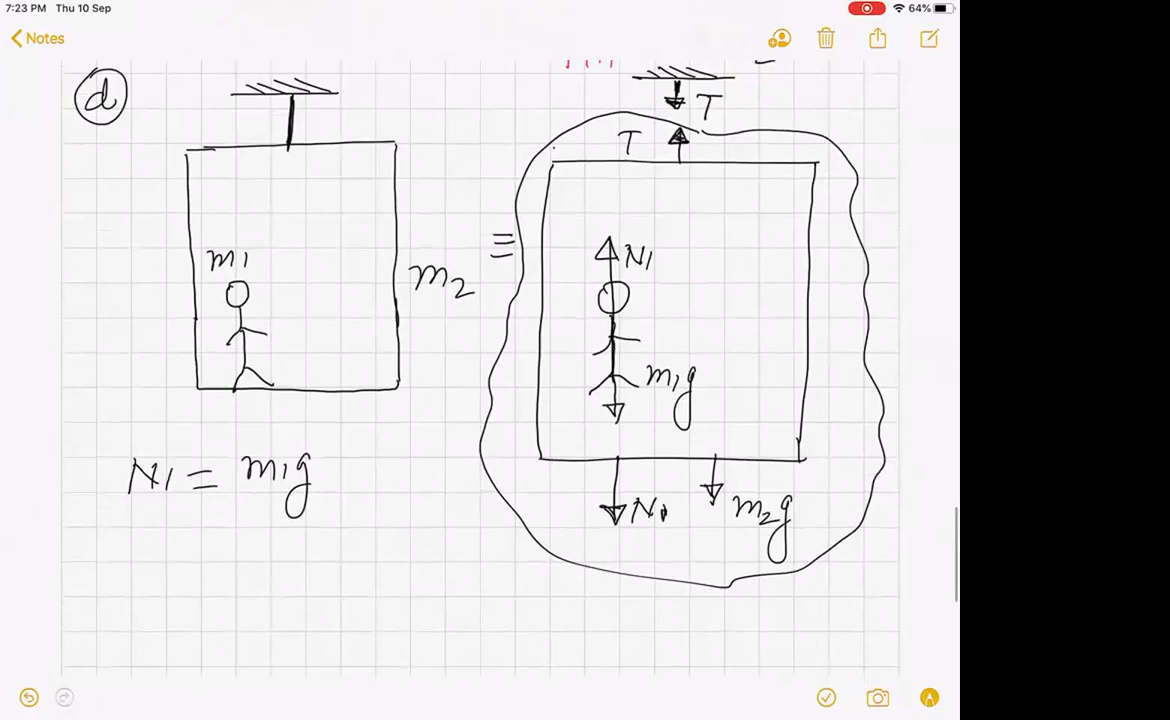 7:23 PM Thu 10 Sep
64%
Notes
d
T
T
m1
m2
≡
N1
m1g
N1 = m1g
N1
m2g